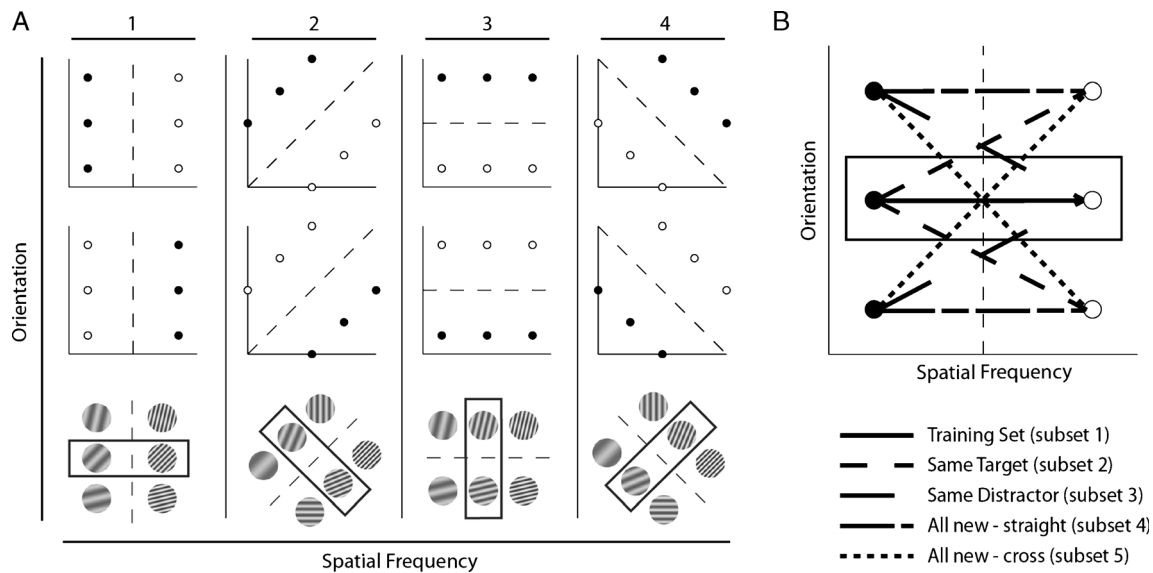 A
1
2
3
4
B
Orientation
Spatial Frequency
Orientation
Spatial Frequency
Training Set (subset 1)
Same Target (subset 2)
Same Distractor (subset 3)
All new - straight (subset 4)
All new - cross (subset 5)